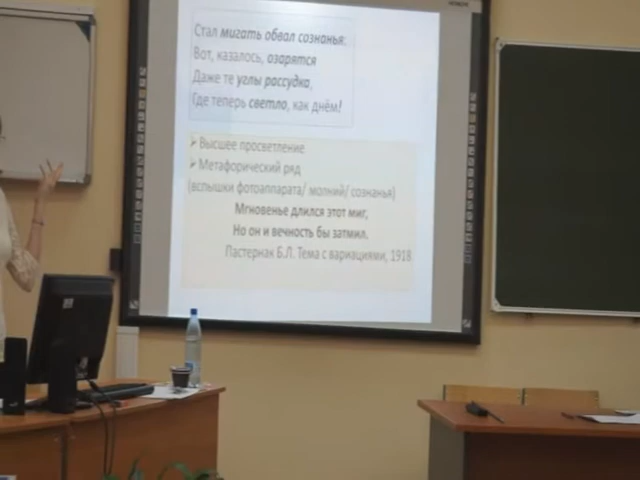 Стал мигать обвал сознанья:
Вот, казалось, озарятся
Даже те углы рассудка,
Где теперь светло, как днём!
➢ Высшее просветление
➢ Метафорический ряд
(вспышки фотоаппарата/ молний/ сознанья)
Мгновенье длился этот миг,
Но он и вечность бы затмил.
Пастернак Б.Л. Тема с вариациями, 1918